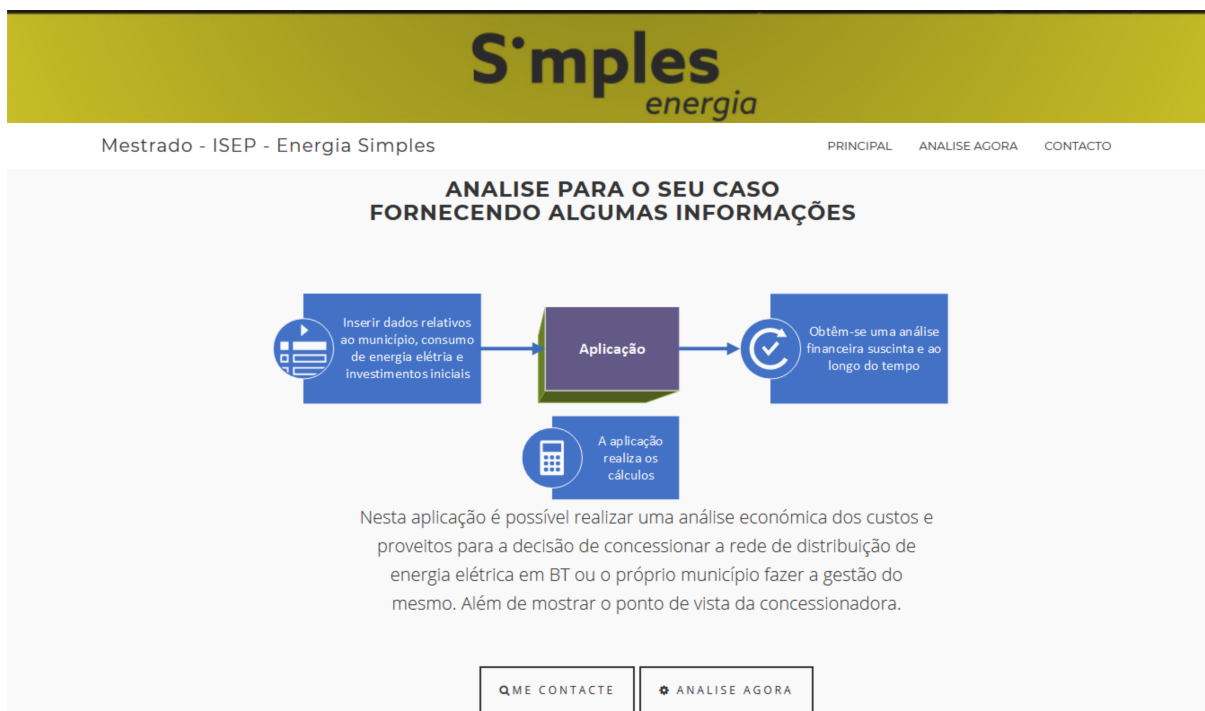 S·mples
energia
Mestrado - ISEP - Energia Simples
PRINCIPAL ANALISE AGORA CONTACTO
ANALISE PARA O SEU CASO
FORNECENDO ALGUMAS INFORMAÇÕES
Inserir dados relativos
ao município, consumo
de energia elétria e
investimentos iniciais
Aplicação
Obtêm-se uma análise
financeira suscinta e ao
longo do tempo
A aplicação
realiza os
cálculos
Nesta aplicação é possível realizar uma análise económica dos custos e
proveitos para a decisão de concessionar a rede de distribuição de
energia elétrica em BT ou o próprio município fazer a gestão do
mesmo. Além de mostrar o ponto de vista da concessionadora.
ME CONTACTE
ANALISE AGORA